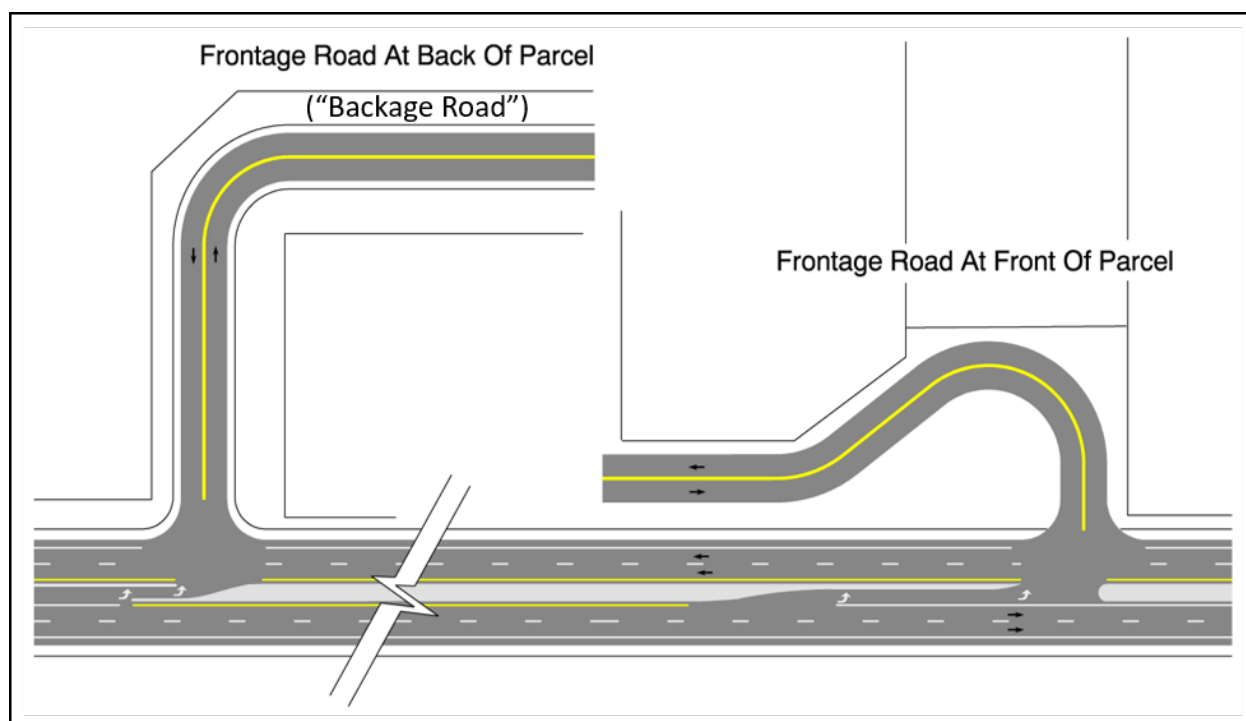 Frontage Road At Back Of Parcel
(“Backage Road”)
Frontage Road At Front Of Parcel